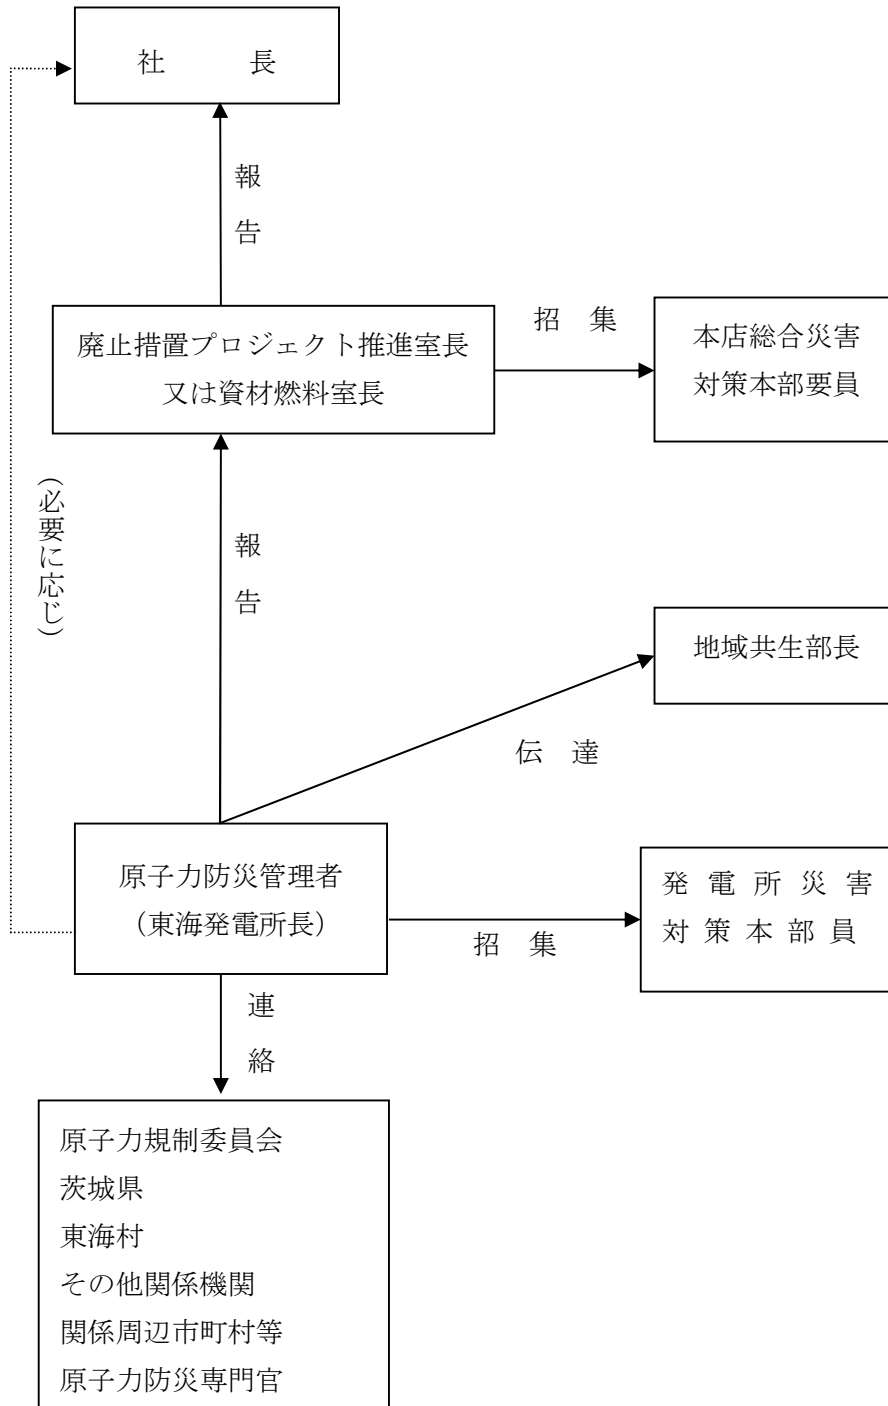 社　　　長
報
告
招　集
廃止措置プロジェクト推進室長
又は資材燃料室長
本店総合災害
対策本部要員
(必要に応じ)
報
告
地域共生部長
伝　達
原子力防災管理者
（東海発電所長）
招　集
発 電 所 災 害
対 策 本 部 員
連
絡
原子力規制委員会
茨城県
東海村
その他関係機関
関係周辺市町村等
原子力防災専門官